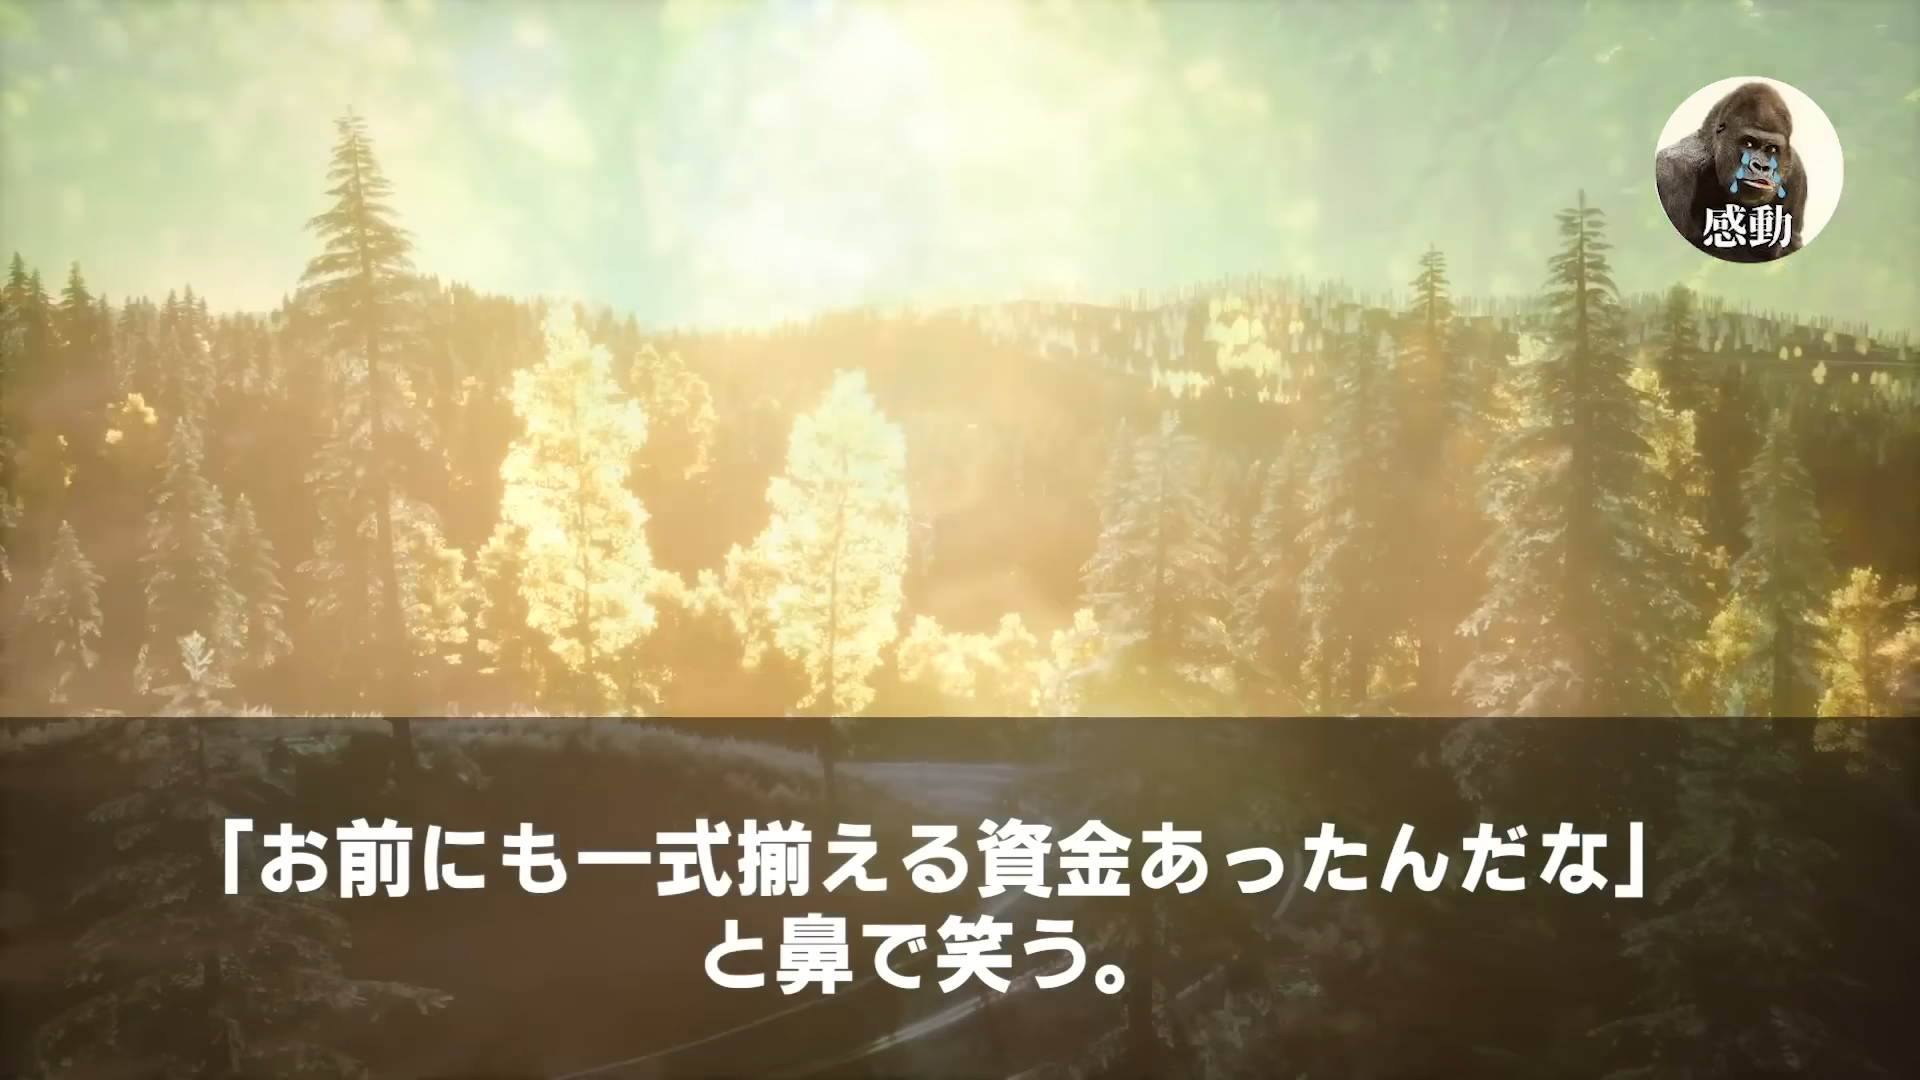 感動
「お前にも一式揃える資金あったんだな」
と鼻で笑う。